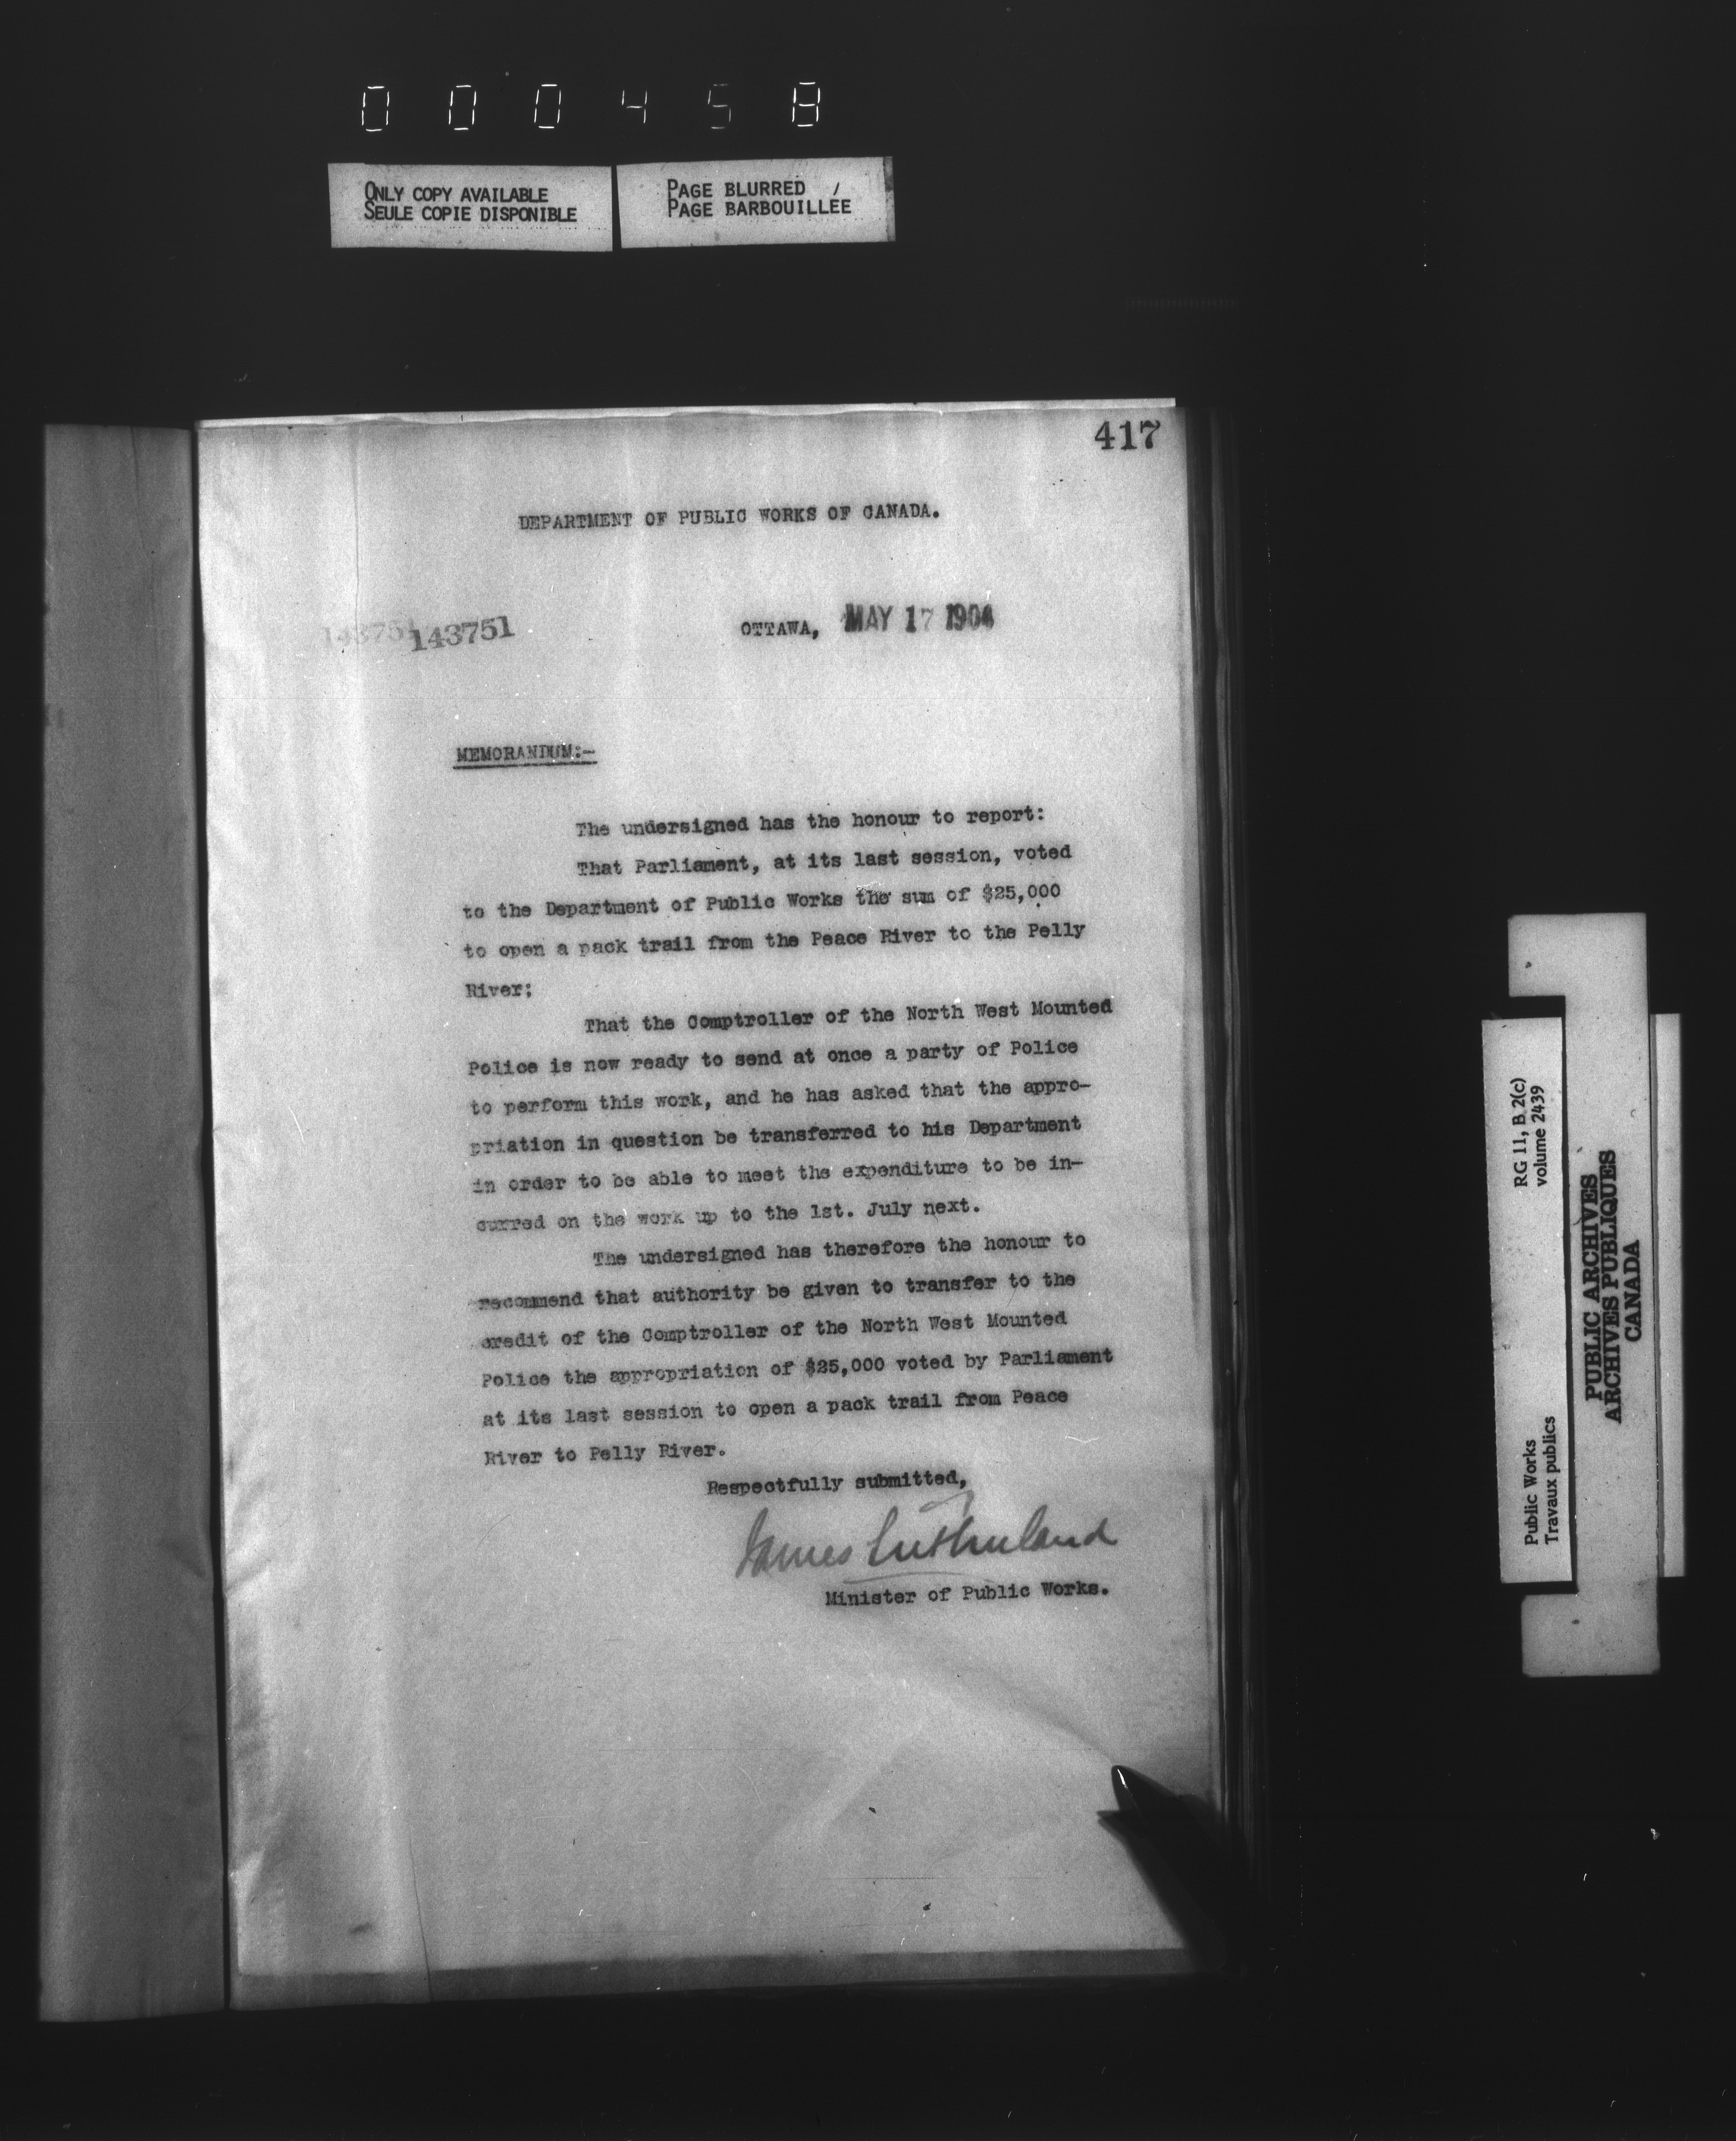 000458
ONLY COPY AVAILABLE
SEULE COPIE DISPONIBLE
PAGE BLURRED /
PAGE BARBOUILLÉE
417
DEPARTMENT OF PUBLIC WORKS OF CANADA.
143751 143751
OTTAWA, MAY 17 1904
MEMORANDUM:-
The undersigned has the honour to report:
That Parliament, at its last session, voted
to the Department of Public Works the sum of $25,000
to open a pack trail from the Peace River to the Pelly
River;
That the Comptroller of the North West Mounted
Police is now ready to send at once a party of Police
to perform this work, and he has asked that the appro-
priation in question be transferred to his Department
in order to be able to meet the expenditure to be in-
curred on the work up to the 1st. July next.
The undersigned has therefore the honour to
recommend that authority be given to transfer to the
credit of the Comptroller of the North West Mounted
Police the appropriation of $25,000 voted by Parliament
at its last session to open a pack trail from Peace
River to Pelly River.
Respectfully submitted,
James Sutherland
Minister of Public Works.
Public Works
Travaux publics
RG 11, B 2(c)
volume 2439
PUBLIC ARCHIVES
ARCHIVES PUBLIQUES
CANADA